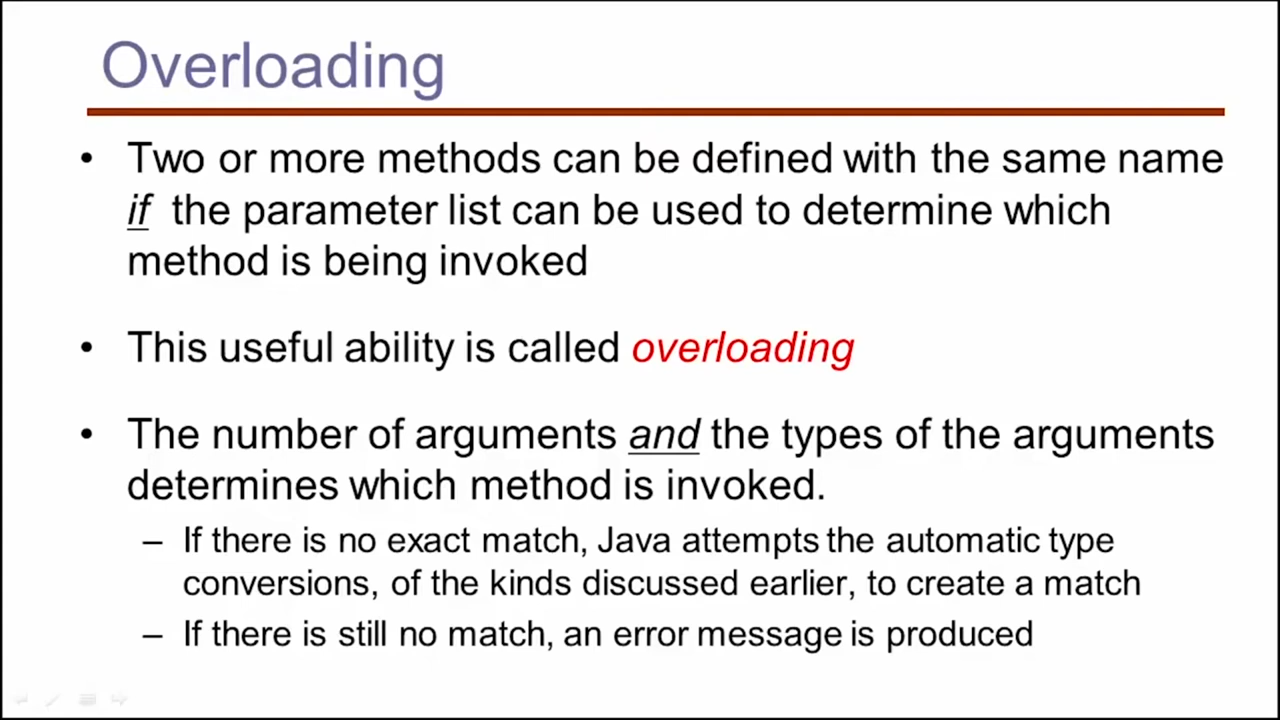 Overloading
• Two or more methods can be defined with the same name
if the parameter list can be used to determine which
method is being invoked
• This useful ability is called overloading
• The number of arguments and the types of the arguments
determines which method is invoked.
– If there is no exact match, Java attempts the automatic type
conversions, of the kinds discussed earlier, to create a match
– If there is still no match, an error message is produced